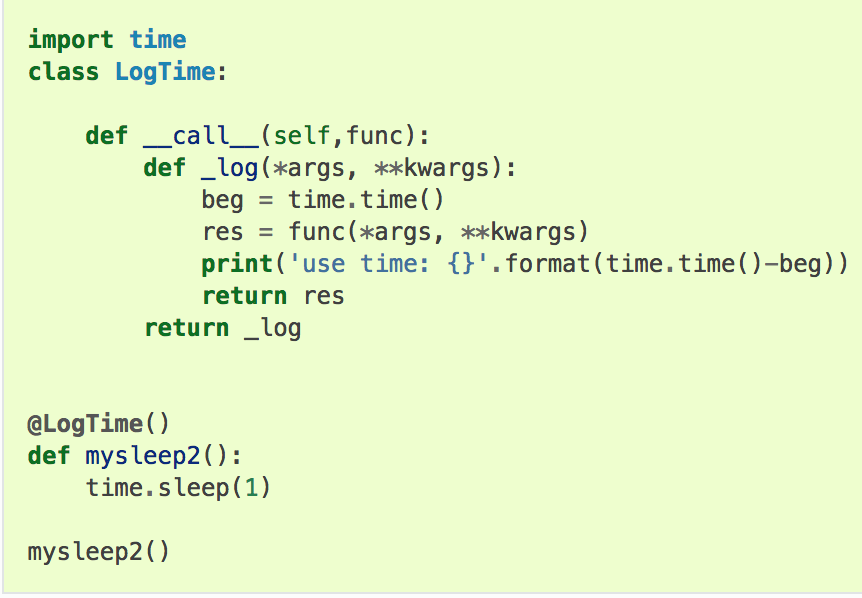 import time
class LogTime:
    def __call__(self,func):
        def _log(*args, **kwargs):
            beg = time.time()
            res = func(*args, **kwargs)
            print('use time: {}'.format(time.time()-beg))
            return res
        return _log
@LogTime()
def mysleep2():
    time.sleep(1)
mysleep2()